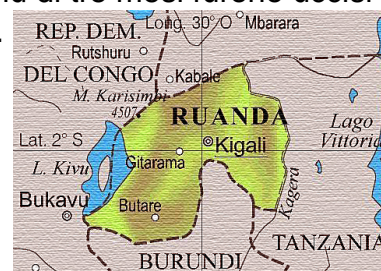 Long. 30° O
Mbarara
REP. DEM.
Rutshuru
DEL CONGO
Kabale
M. Karisimbi
4507
RUANDA
Lago
Vittoria
Lat. 2° S
Kigali
L. Kivu
Gitarama
Bukavu
Butare
Kagera
TANZANIA
BURUNDI